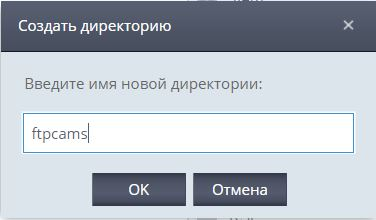 Создать директорию
Введите имя новой директории:
ftpcams
OK
Отмена